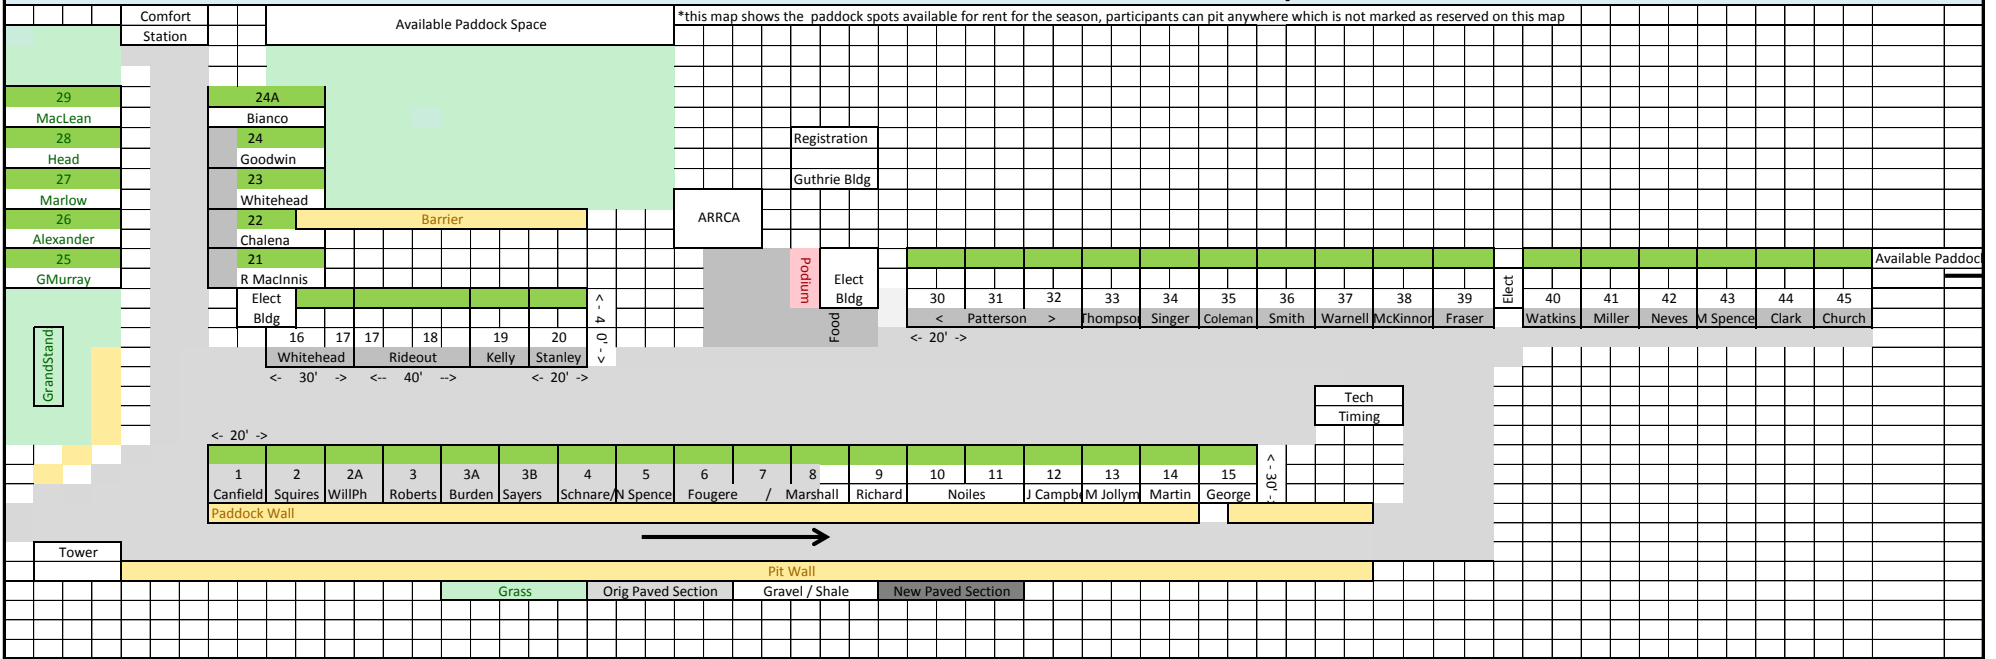 Comfort
Station
Available Paddock Space
*this map shows the paddock spots available for rent for the season, participants can pit anywhere which is not marked as reserved on this map
29
MacLean
28
Head
27
Marlow
26
Alexander
25
GMurray
24A
Bianco
24
Goodwin
23
Whitehead
22
Chalena
21
R MacInnis
Barrier
ARRCA
Registration
Guthrie Bldg
Podium
Elect
Bldg
Food
Elect
Bldg
16 17 17 18 19 20
Whitehead Rideout Kelly Stanley
<- 30' -> <-- 40' --> <- 20' ->
<- 4 0' ->
30 31 32 33 34 35 36 37 38 39
< Patterson > Thompson Singer Coleman Smith Warnell McKinnor Fraser
<- 20' ->
Elect
40 41 42 43 44 45
Watkins Miller Neves M Spence Clark Church
Available Paddock
GrandStand
Tech
Timing
<- 20' ->
1 2 2A 3 3A 3B 4 5 6 7 8 9 10 11 12 13 14 15
Canfield Squires WillPh Roberts Burden Sayers Schnare/ N Spence Fougere / Marshall Richard Noiles J Campbe M Jollym Martin George
<- 30' ->
Paddock Wall
Tower
Pit Wall
Grass Orig Paved Section Gravel / Shale New Paved Section